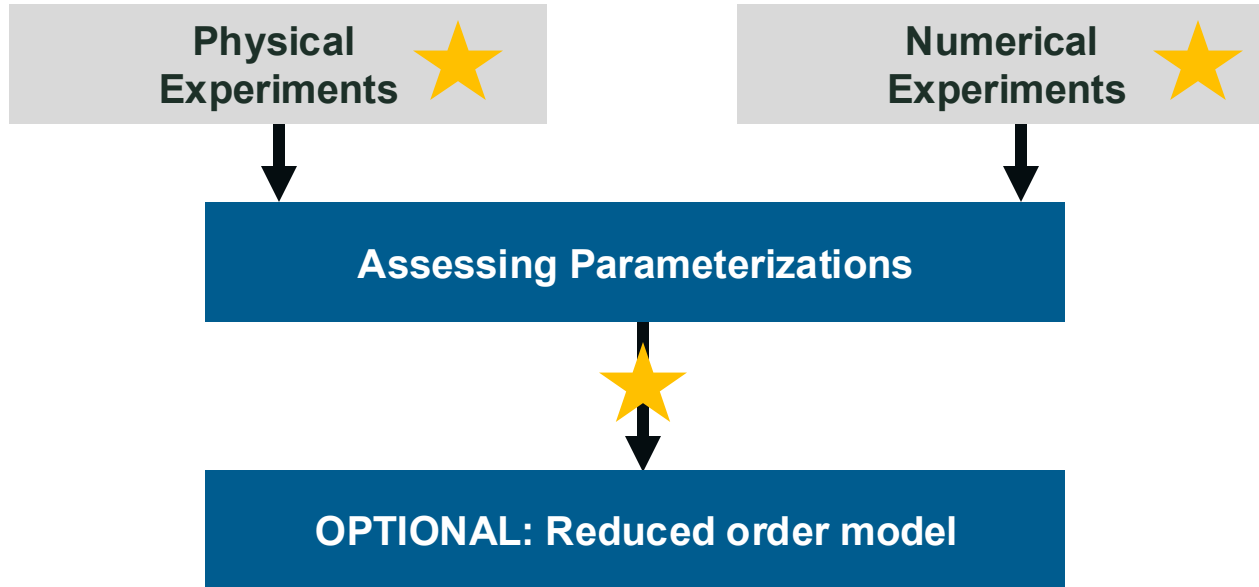 Physical
Experiments
Numerical
Experiments
Assessing Parameterizations
OPTIONAL: Reduced order model